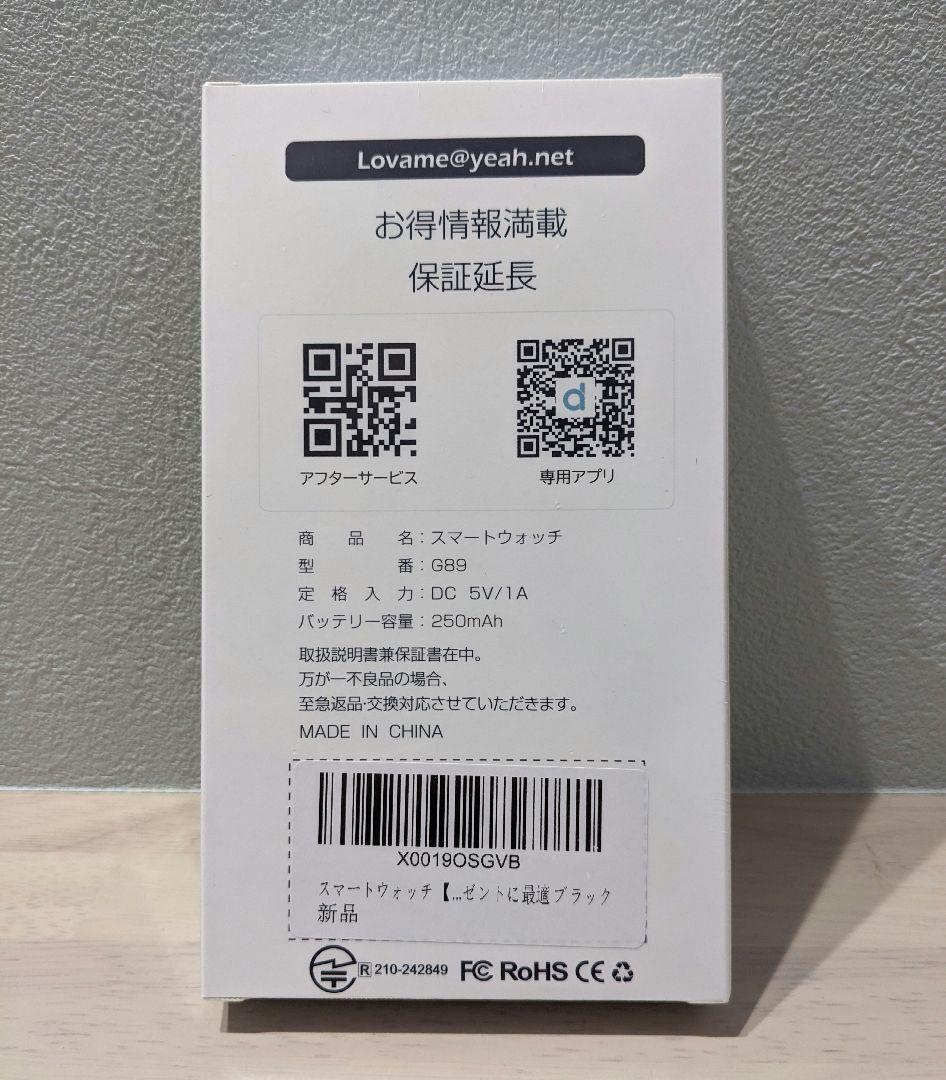 Lovame@yeah.net
お得情報満載
保証延長
d
アフターサービス
専用アプリ
商品名：スマートウォッチ
型番：G89
定格入力：DC 5V/1A
バッテリー容量：250mAh
取扱説明書兼保証書在中。
万が一不良品の場合、
至急返品·交換対応させていただきます。
MADE IN CHINA
X0019OSGVB
スマートウォッチ【...ゼントに最適 ブラック
新品
R 210-242849 FC RoHS CE